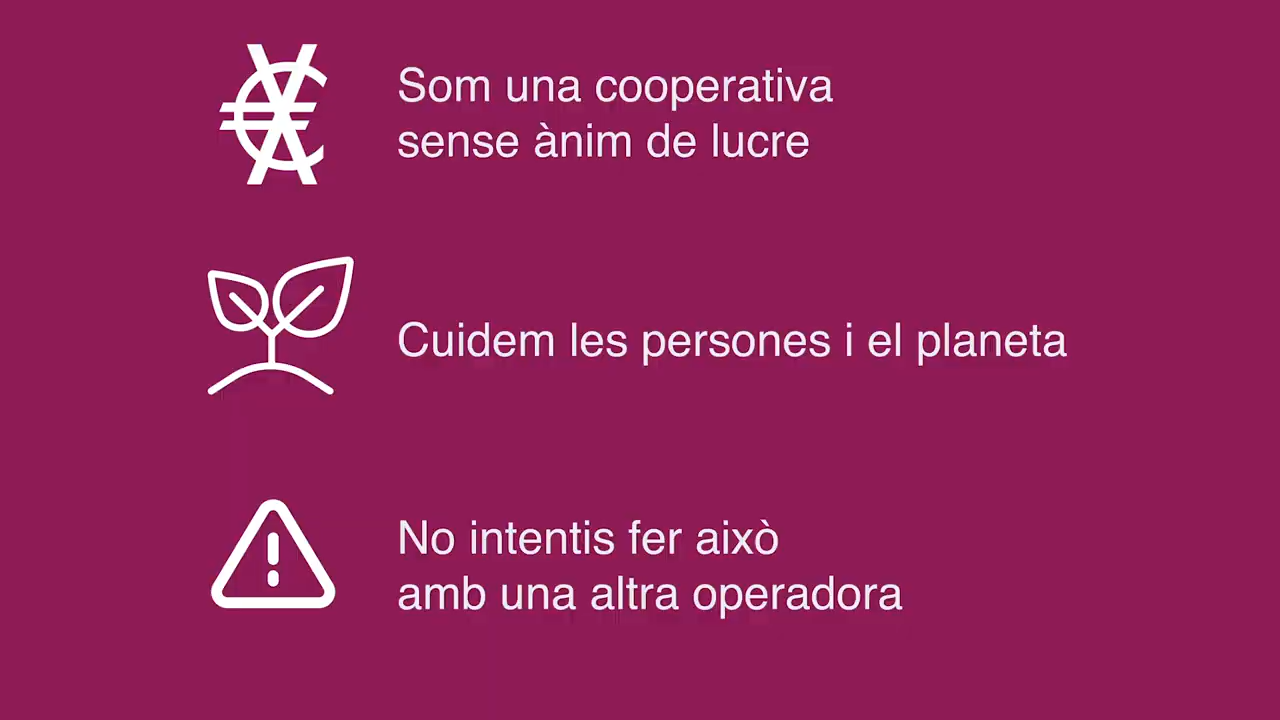 Som una cooperativa
sense ànim de lucre
Cuidem les persones i el planeta
No intentis fer això
amb una altra operadora